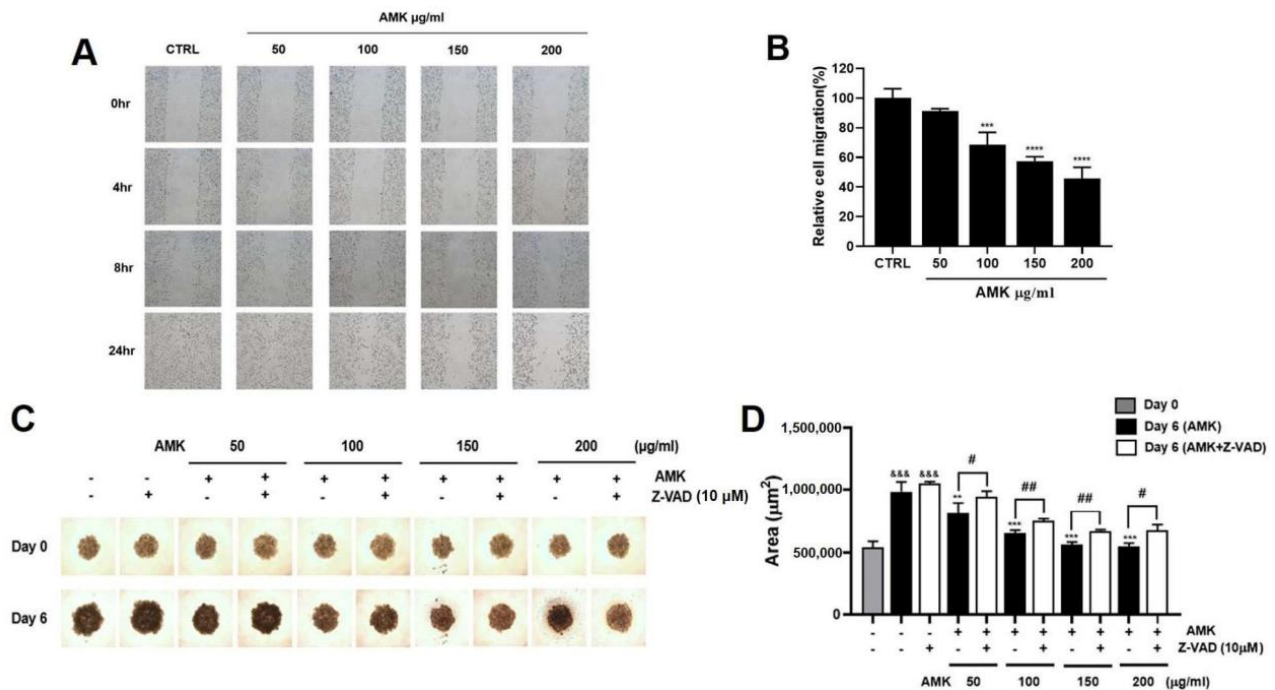 A
AMK µg/ml
CTRL 50 100 150 200
0hr
4hr
8hr
24hr
B
Relative cell migration(%)
120
100
80
60
40
20
0
*** **** ****
CTRL 50 100 150 200
AMK µg/ml
C
AMK 50 100 150 200 (µg/ml)
- - + + + + + + + + AMK
- + - + - + - + - + Z-VAD (10 µM)
Day 0
Day 6
D
Day 0
Day 6 (AMK)
Day 6 (AMK+Z-VAD)
Area (µm²)
1,500,000
1,000,000
500,000
0
&&& &&& ** # *** ## *** ## *** #
- - - + + + + + + + + AMK
- - + - + - + - + - + Z-VAD (10µM)
AMK 50 100 150 200 (µg/ml)